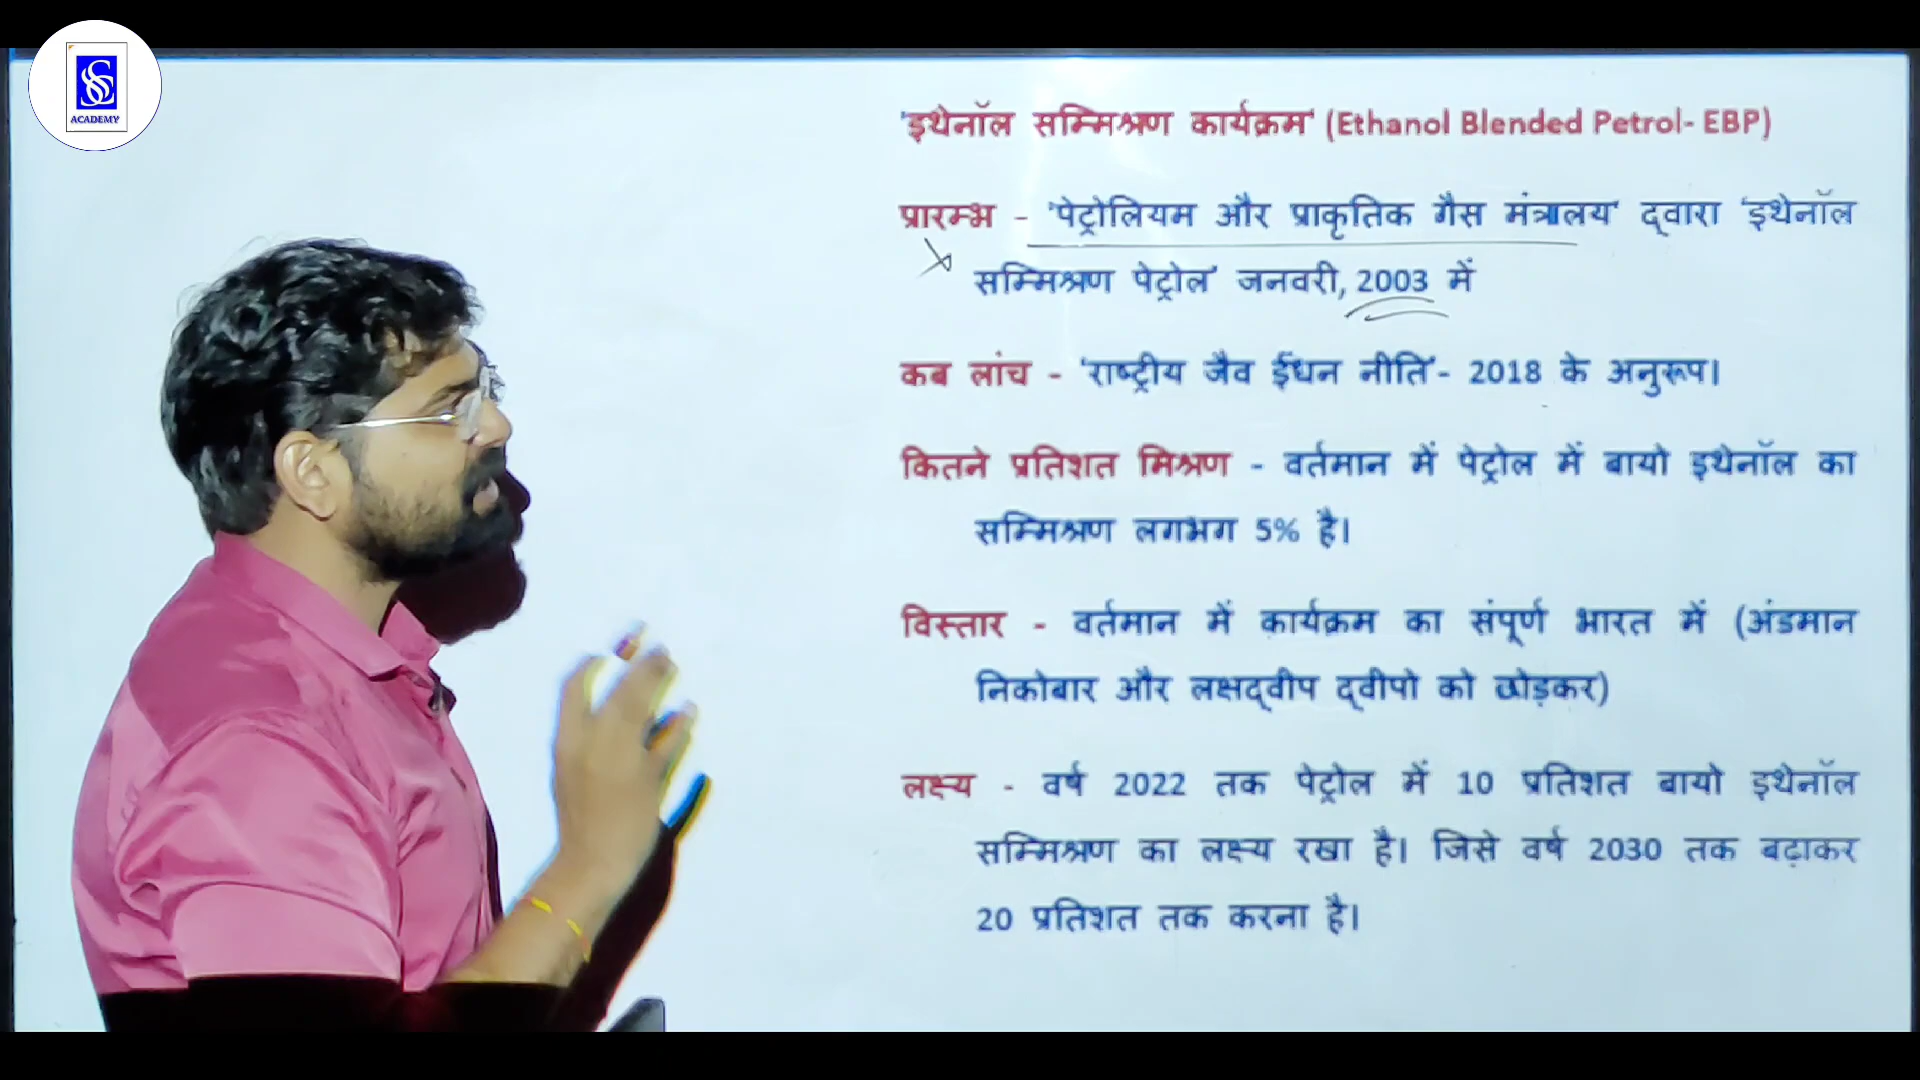 SSC
ACADEMY
'इथेनॉल सम्मिश्रण कार्यक्रम' (Ethanol Blended Petrol- EBP)
प्रारम्भ - 'पेट्रोलियम और प्राकृतिक गैस मंत्रालय' द्वारा 'इथेनॉल
सम्मिश्रण पेट्रोल' जनवरी, 2003 में
कब लांच - 'राष्ट्रीय जैव ईंधन नीति'- 2018 के अनुरूप।
कितने प्रतिशत मिश्रण - वर्तमान में पेट्रोल में बायो इथेनॉल का
सम्मिश्रण लगभग 5% है।
विस्तार - वर्तमान में कार्यक्रम का संपूर्ण भारत में (अंडमान
निकोबार और लक्षद्वीप द्वीपो को छोड़कर)
लक्ष्य - वर्ष 2022 तक पेट्रोल में 10 प्रतिशत बायो इथेनॉल
सम्मिश्रण का लक्ष्य रखा है। जिसे वर्ष 2030 तक बढ़ाकर
20 प्रतिशत तक करना है।